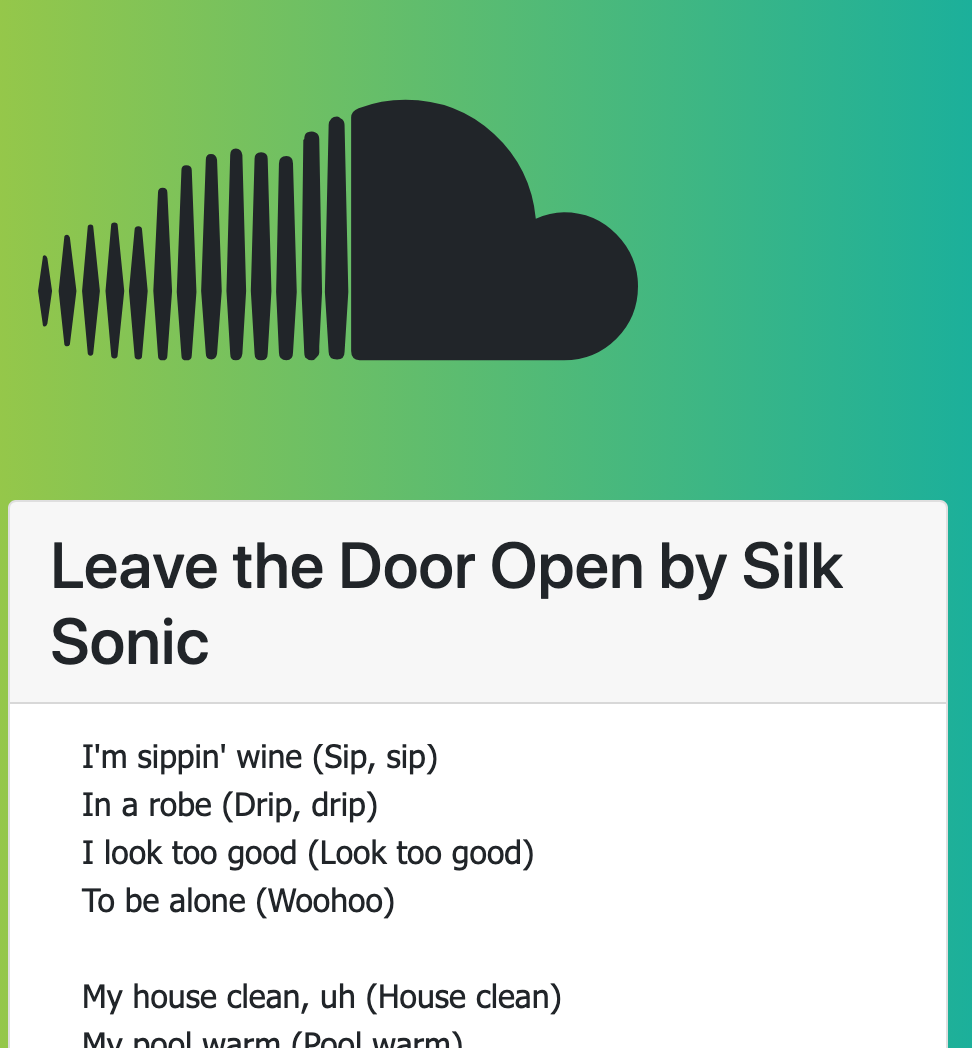 Leave the Door Open by Silk
Sonic
I'm sippin' wine (Sip, sip)
In a robe (Drip, drip)
I look too good (Look too good)
To be alone (Woohoo)
My house clean, uh (House clean)
My pool warm (Pool warm)